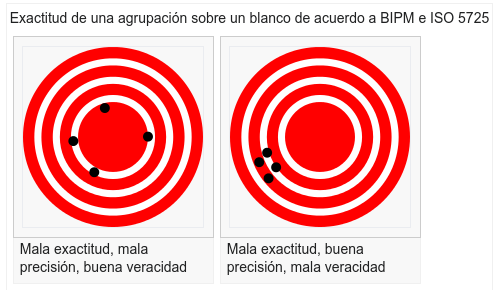 Exactitud de una agrupación sobre un blanco de acuerdo a BIPM e ISO 5725
Mala exactitud, mala
precisión, buena veracidad
Mala exactitud, buena
precisión, mala veracidad